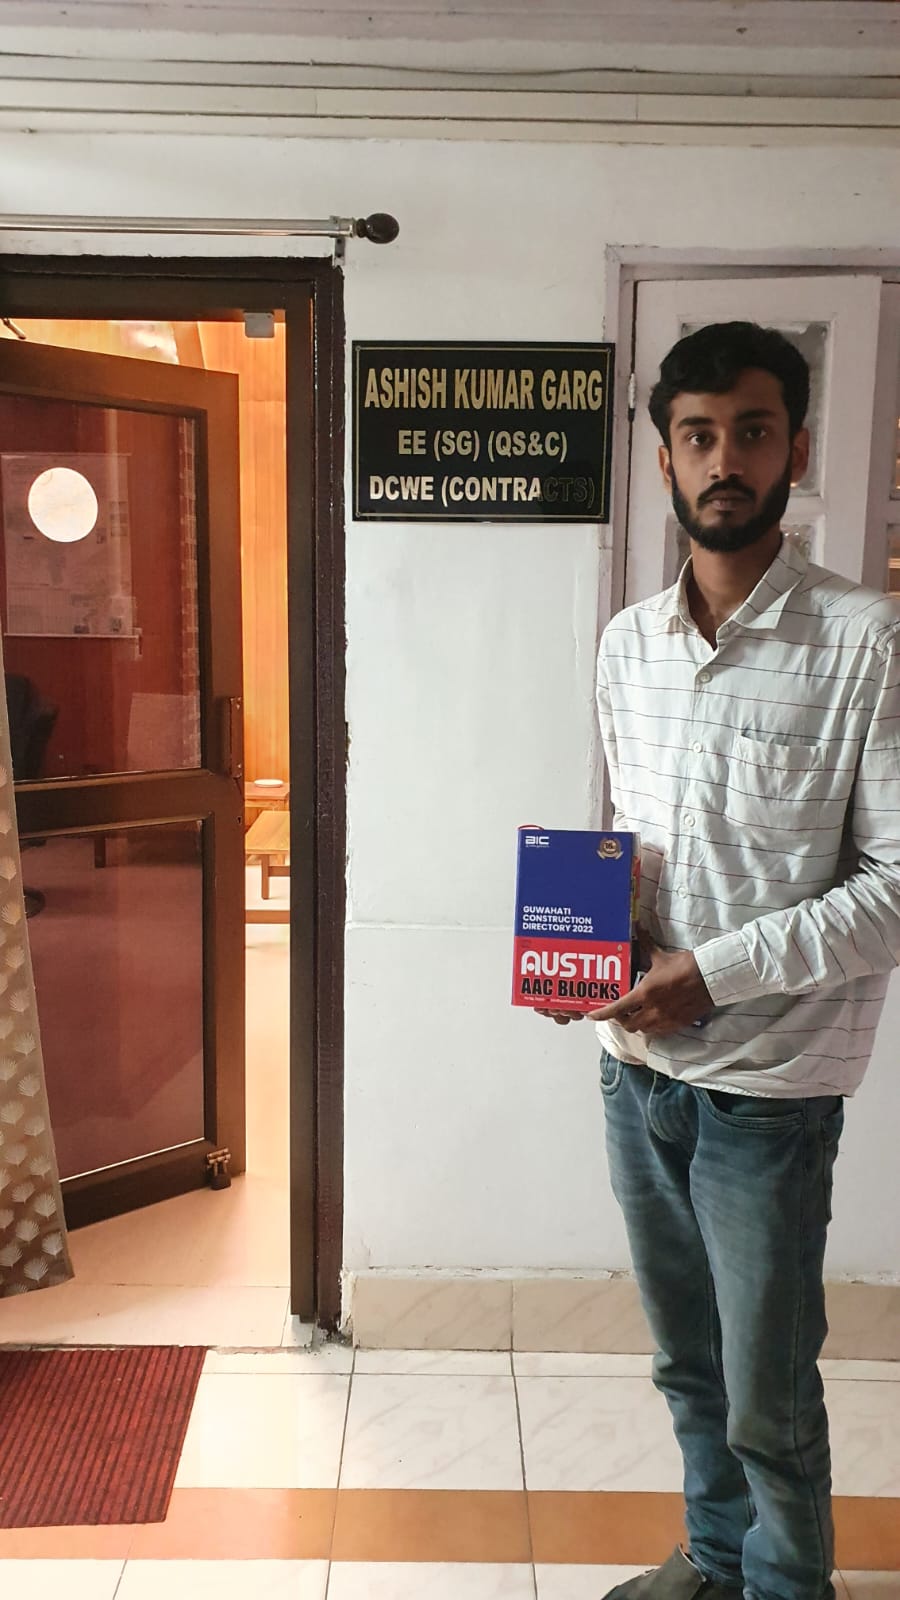 ASHISH KUMAR GARG
EE (SG) (QS&C)
DCWE (CONTRACTS)
BIC
GUWAHATI
CONSTRUCTION
DIRECTORY 2022
AUSTIN
AAC BLOCKS